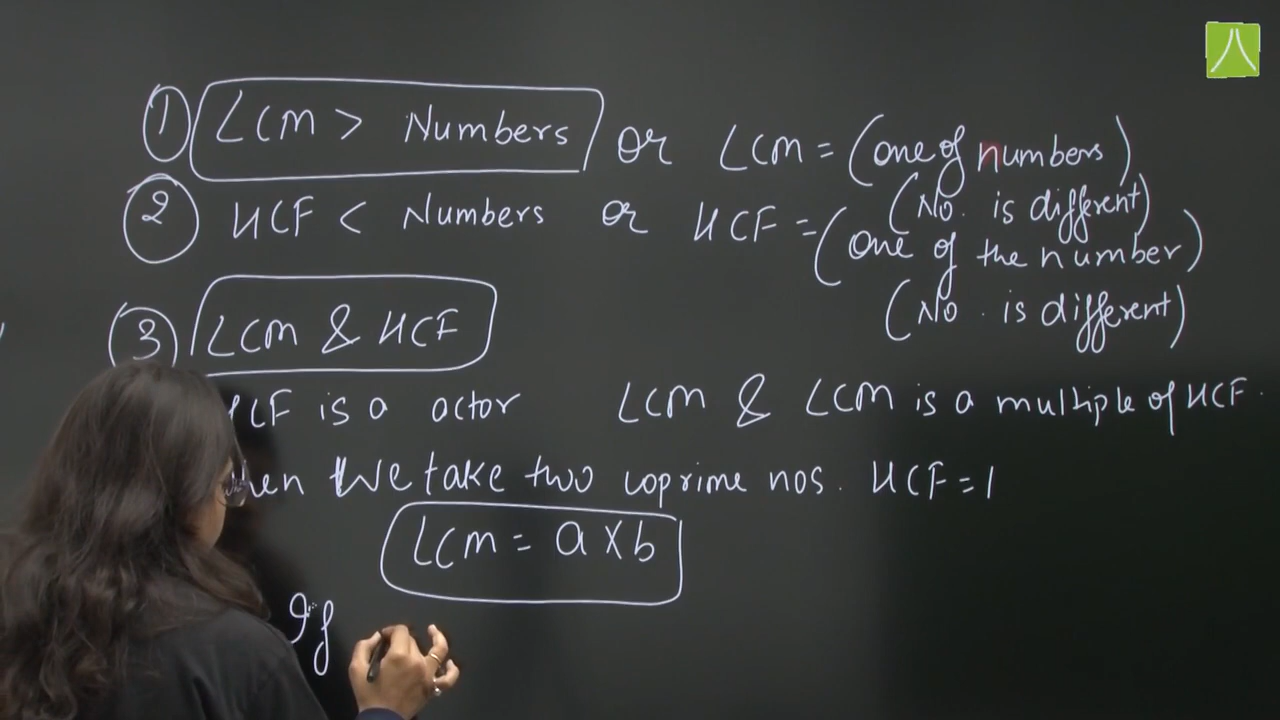 ① LCM > Numbers or LCM = (one of numbers)
(No. is different)
② HCF < Numbers or HCF = (one of the number)
(No. is different)
③ LCM & HCF
HCF is a actor LCM & LCM is a multiple of HCF.
We take two coprime nos. HCF = 1
LCM = a X b
If